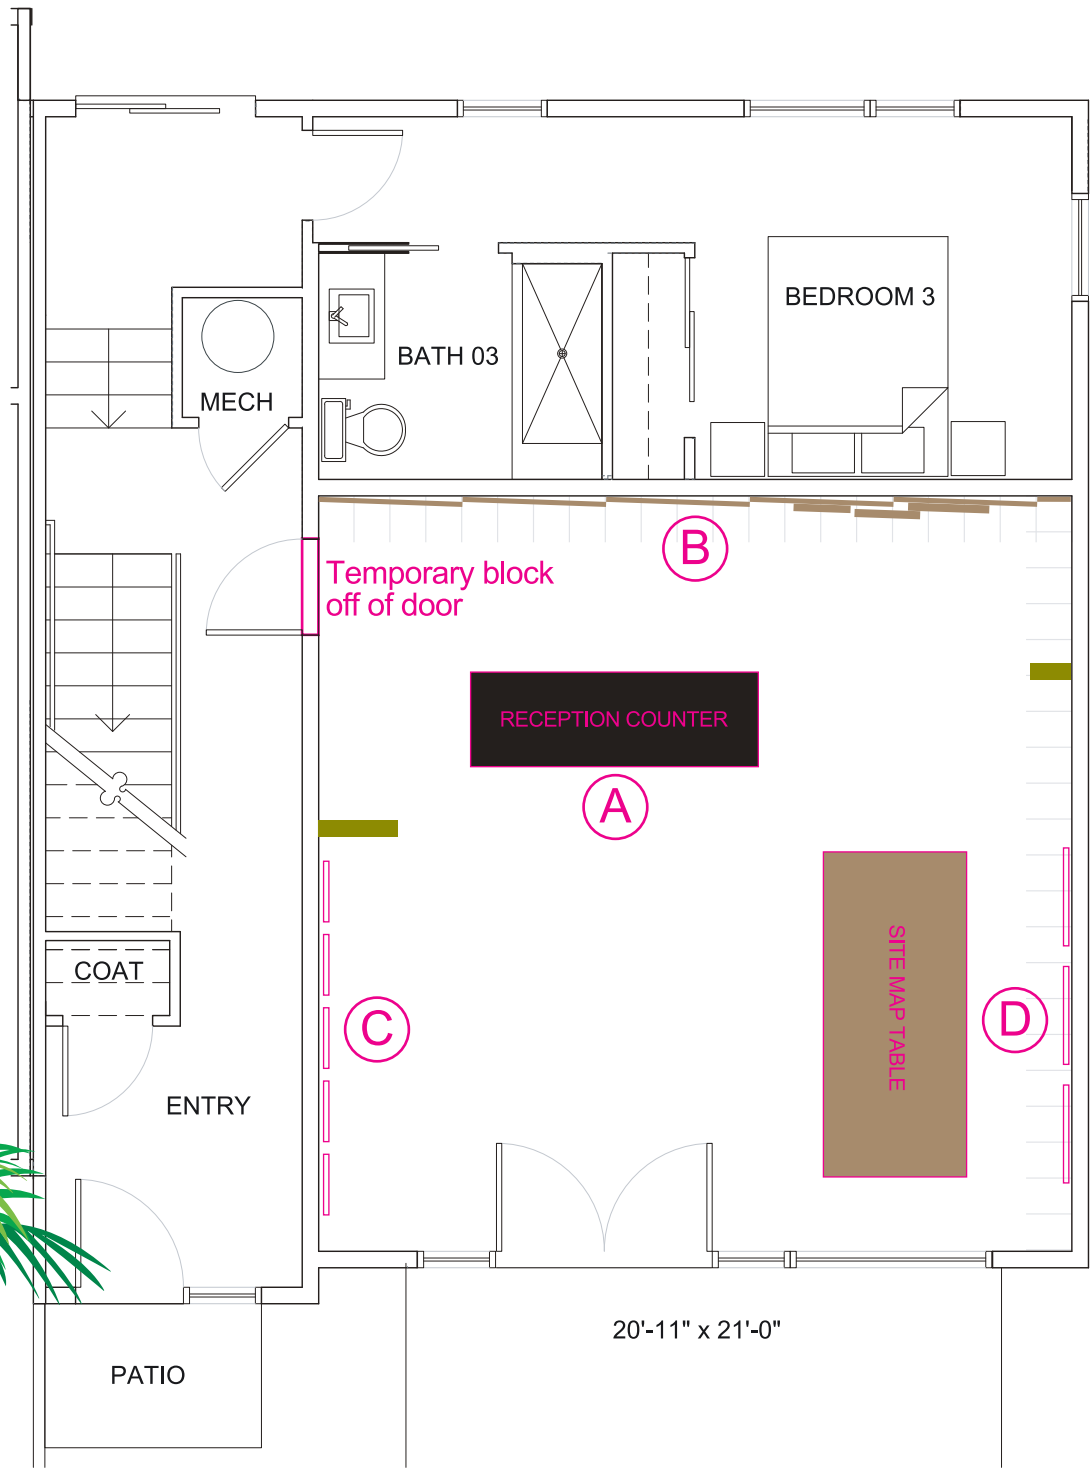 BEDROOM 3
BATH 03
MECH
B
Temporary block
off of door
RECEPTION COUNTER
A
SITE MAP TABLE
COAT
C
D
ENTRY
20'-11" x 21'-0"
PATIO